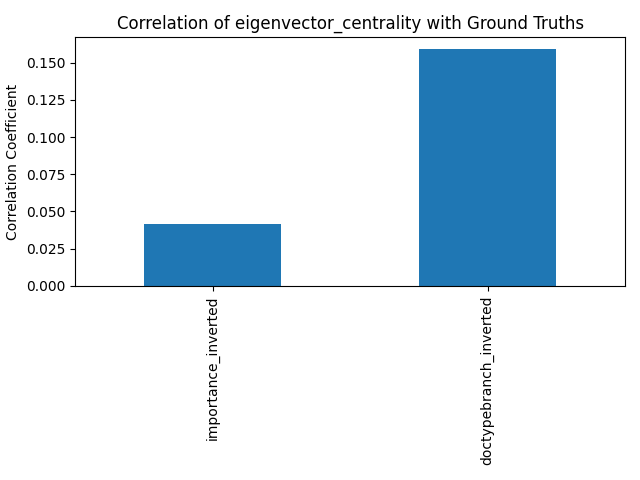 Correlation of eigenvector_centrality with Ground Truths
Correlation Coefficient
0.150
0.125
0.100
0.075
0.050
0.025
0.000
importance_inverted
doctypebranch_inverted